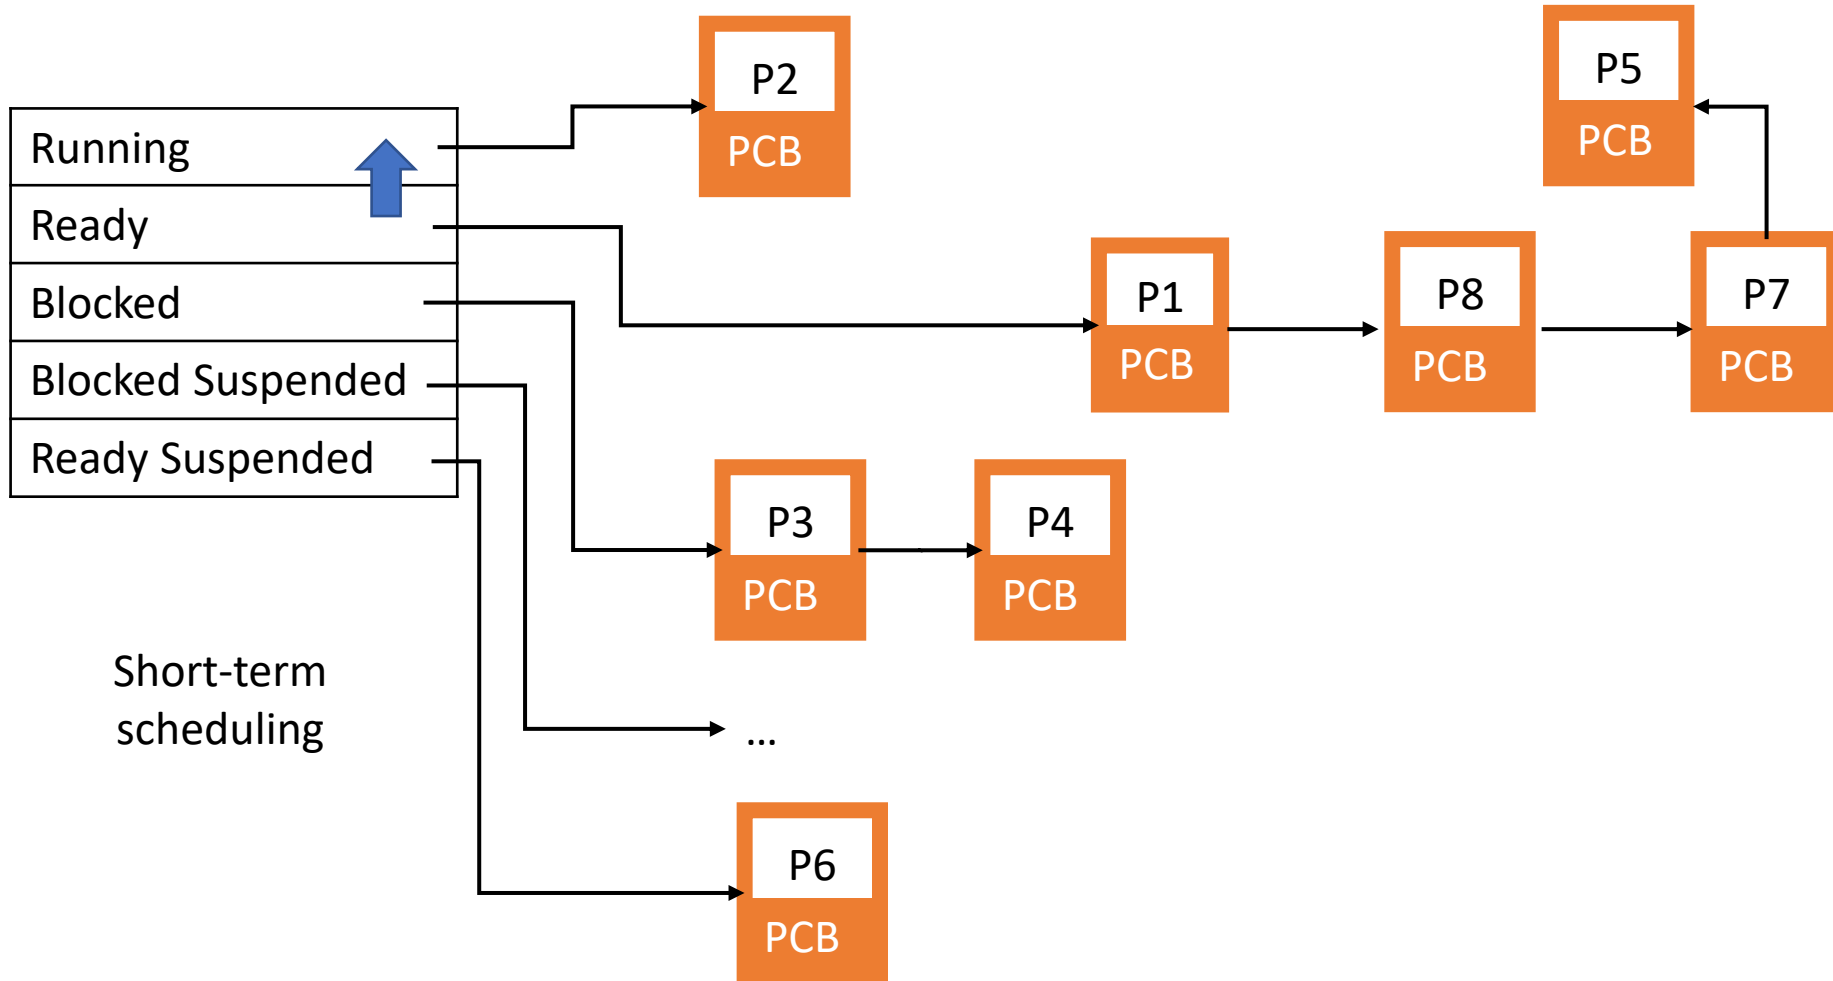 Running
Ready
Blocked
Blocked Suspended
Ready Suspended
Short-term
scheduling
P2
PCB
P5
PCB
P1
PCB
P8
PCB
P7
PCB
P3
PCB
P4
PCB
...
P6
PCB